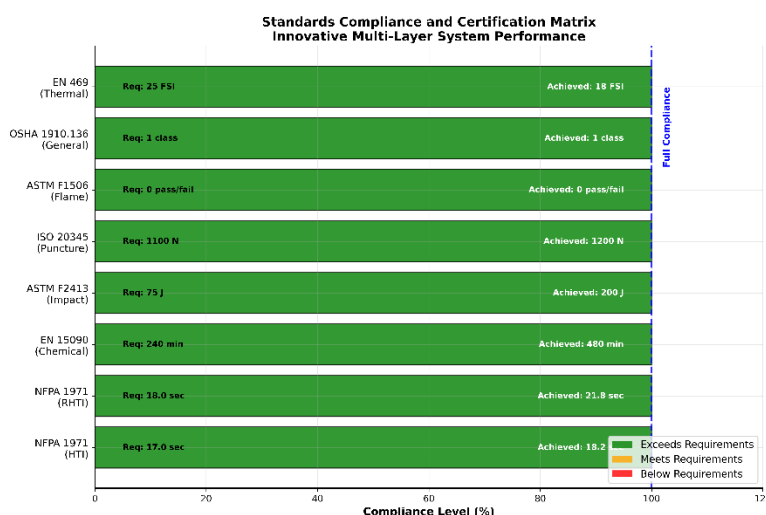 Standards Compliance and Certification Matrix
Innovative Multi-Layer System Performance
EN 469
(Thermal)
Req: 25 FSI
Achieved: 18 FSI
OSHA 1910.136
(General)
Req: 1 class
Achieved: 1 class
ASTM F1506
(Flame)
Req: 0 pass/fail
Achieved: 0 pass/fail
ISO 20345
(Puncture)
Req: 1100 N
Achieved: 1200 N
ASTM F2413
(Impact)
Req: 75 J
Achieved: 200 J
EN 15090
(Chemical)
Req: 240 min
Achieved: 480 min
NFPA 1971
(RHTI)
Req: 18.0 sec
Achieved: 21.8 sec
NFPA 1971
(HTI)
Req: 17.0 sec
Achieved: 18.2
Full Compliance
Exceeds Requirements
Meets Requirements
Below Requirements
0 20 40 60 80 100 12
Compliance Level (%)